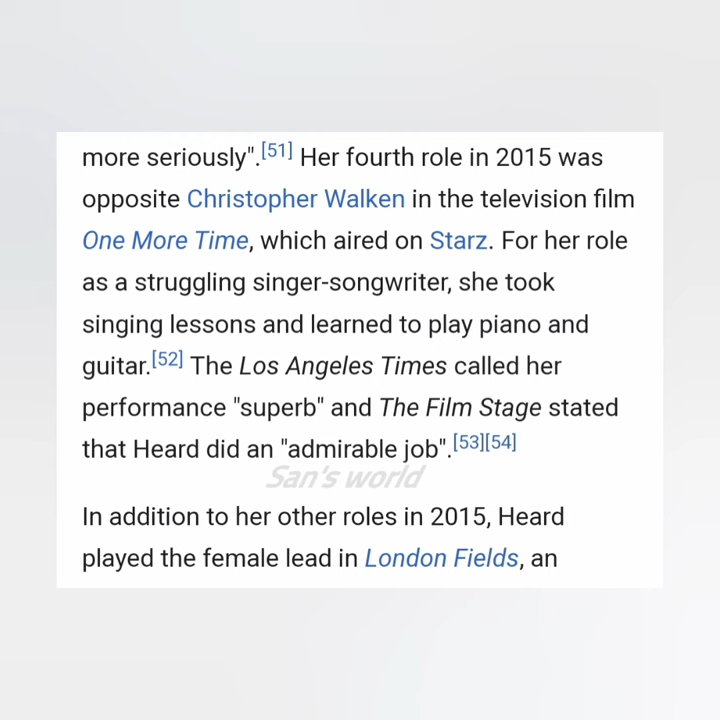 more seriously".[51] Her fourth role in 2015 was
opposite Christopher Walken in the television film
One More Time, which aired on Starz. For her role
as a struggling singer-songwriter, she took
singing lessons and learned to play piano and
guitar.[52] The Los Angeles Times called her
performance "superb" and The Film Stage stated
that Heard did an "admirable job".[53][54]
San's world
In addition to her other roles in 2015, Heard
played the female lead in London Fields, an